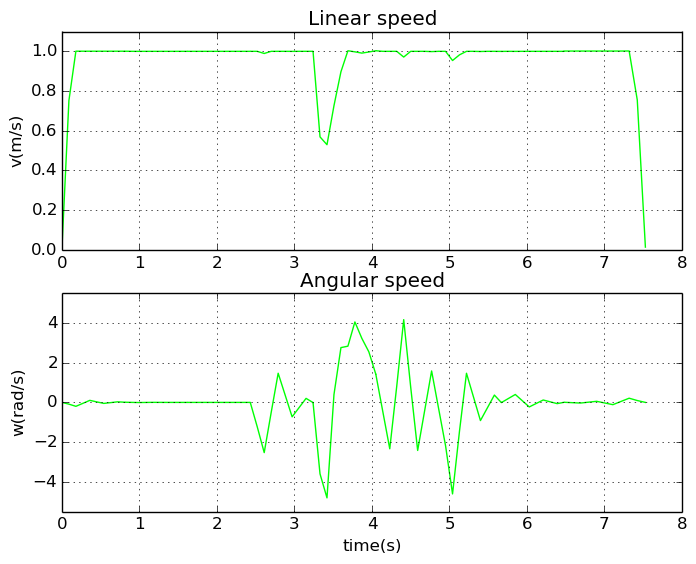 Linear speed
v(m/s)
1.0
0.8
0.6
0.4
0.2
0.0
0 1 2 3 4 5 6 7 8
Angular speed
w(rad/s)
4
2
0
−2
−4
0 1 2 3 4 5 6 7 8
time(s)